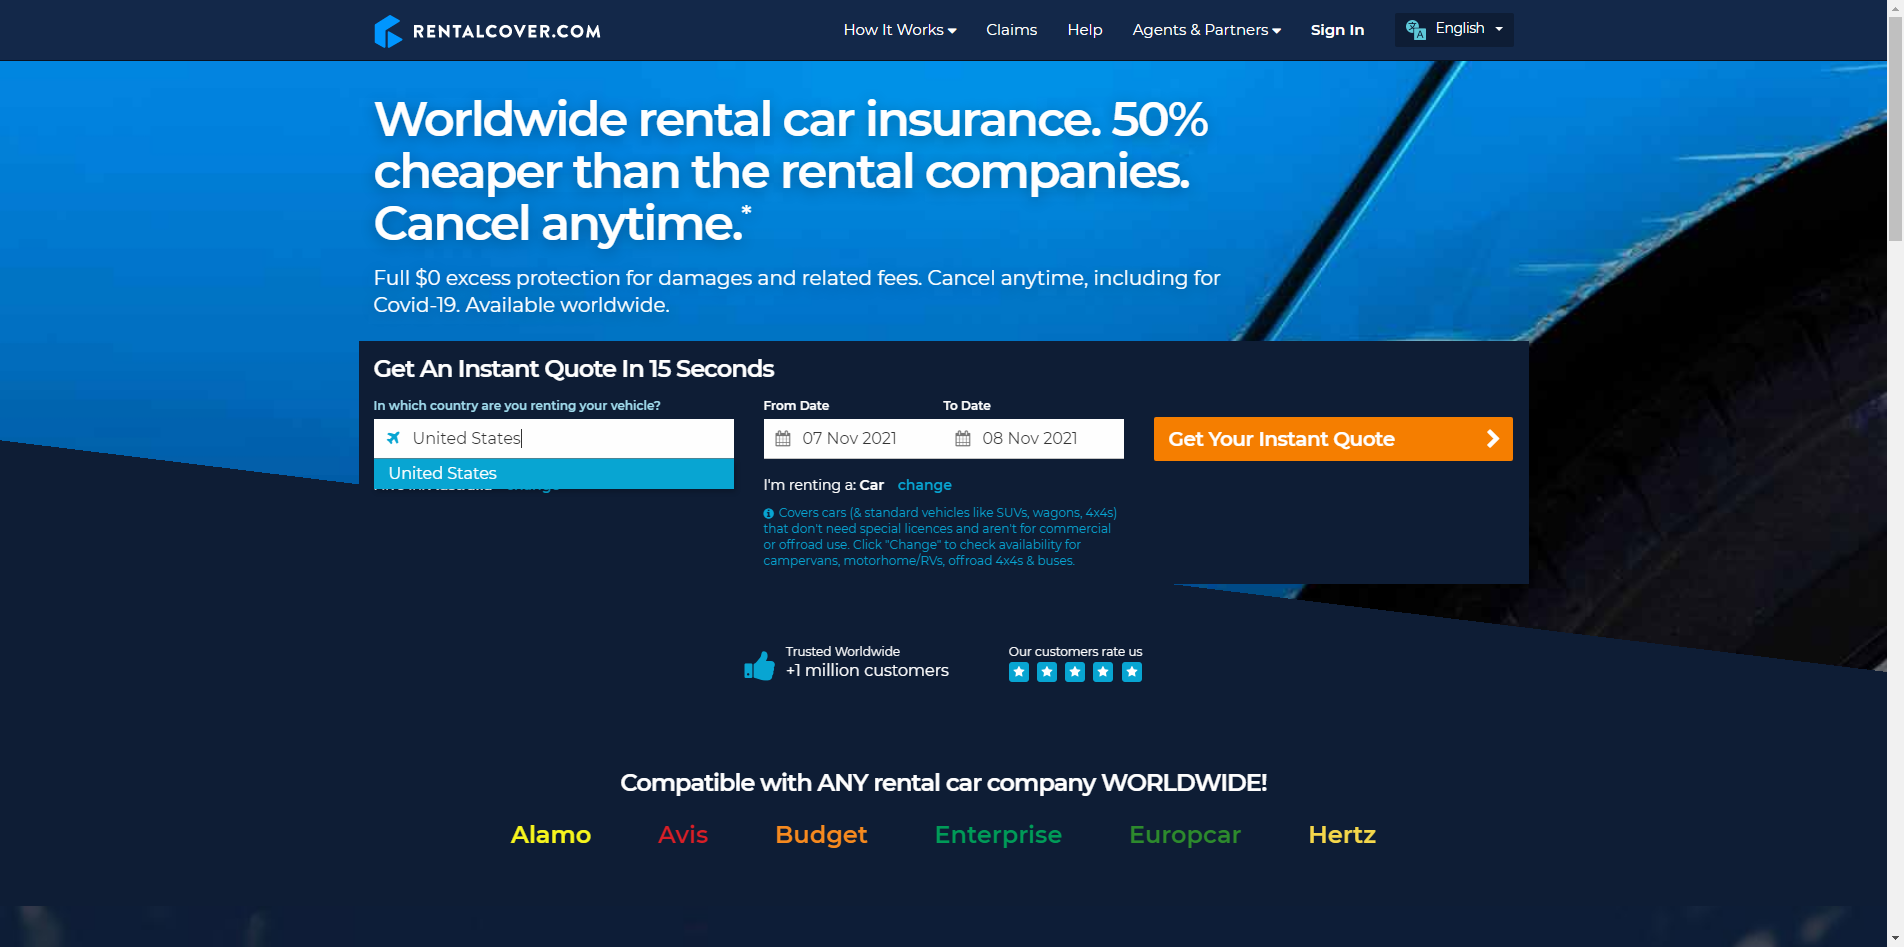 RENTALCOVER.COM
How It Works
Claims
Help
Agents & Partners
Sign In
English
Worldwide rental car insurance. 50%
cheaper than the rental companies.
Cancel anytime.*
Full $0 excess protection for damages and related fees. Cancel anytime, including for
Covid-19. Available worldwide.
Get An Instant Quote In 15 Seconds
In which country are you renting your vehicle?
United States
United States
From Date
To Date
07 Nov 2021
08 Nov 2021
Get Your Instant Quote
I'm renting a: Car change
Covers cars (& standard vehicles like SUVs, wagons, 4x4s)
that don't need special licences and aren't for commercial
or offroad use. Click "Change" to check availability for
campervans, motorhome/RVs, offroad 4x4s & buses.
Trusted Worldwide
+1 million customers
Our customers rate us
Compatible with ANY rental car company WORLDWIDE!
Alamo
Avis
Budget
Enterprise
Europcar
Hertz